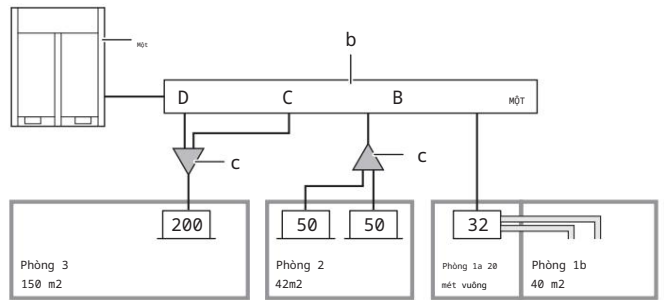 Một
b
D
C
B
MỘT
c
c
200
50
50
32
Phòng 3
150 m2
Phòng 2
42m2
Phòng 1a 20
mét vuông
Phòng 1b
40 m2